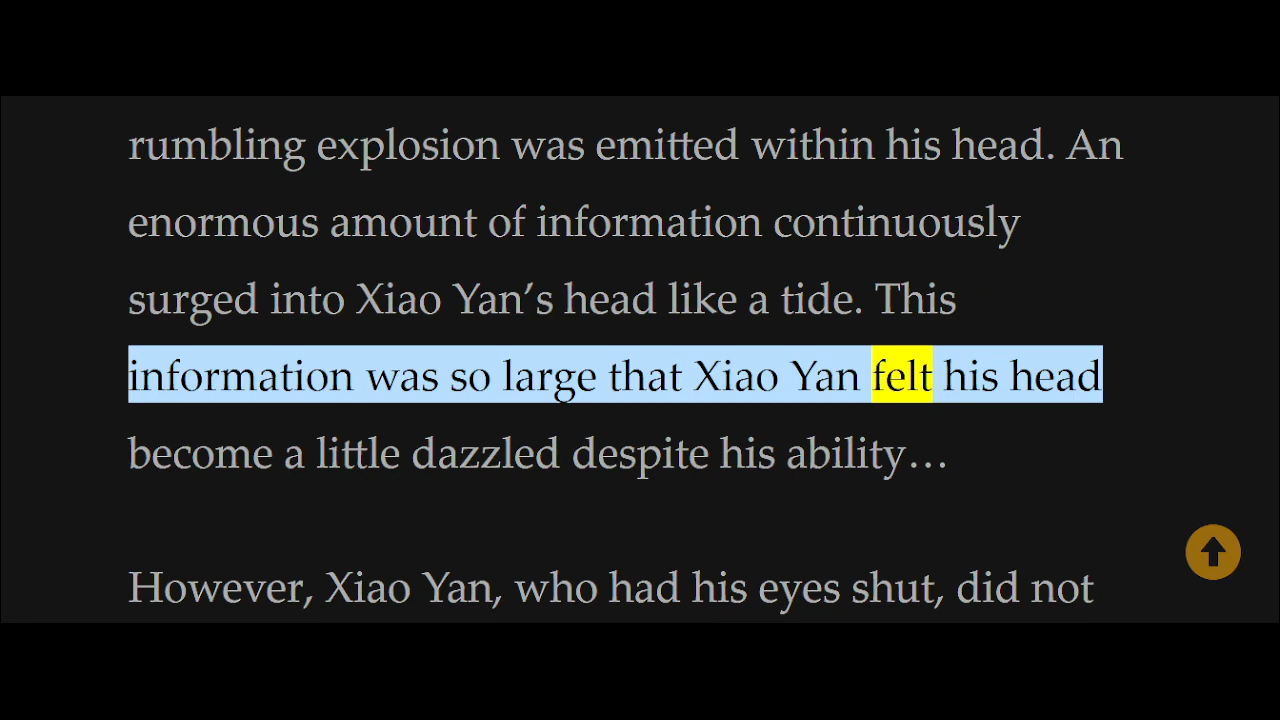 rumbling explosion was emitted within his head. An
enormous amount of information continuously
surged into Xiao Yan’s head like a tide. This
information was so large that Xiao Yan felt his head
become a little dazzled despite his ability…
However, Xiao Yan, who had his eyes shut, did not